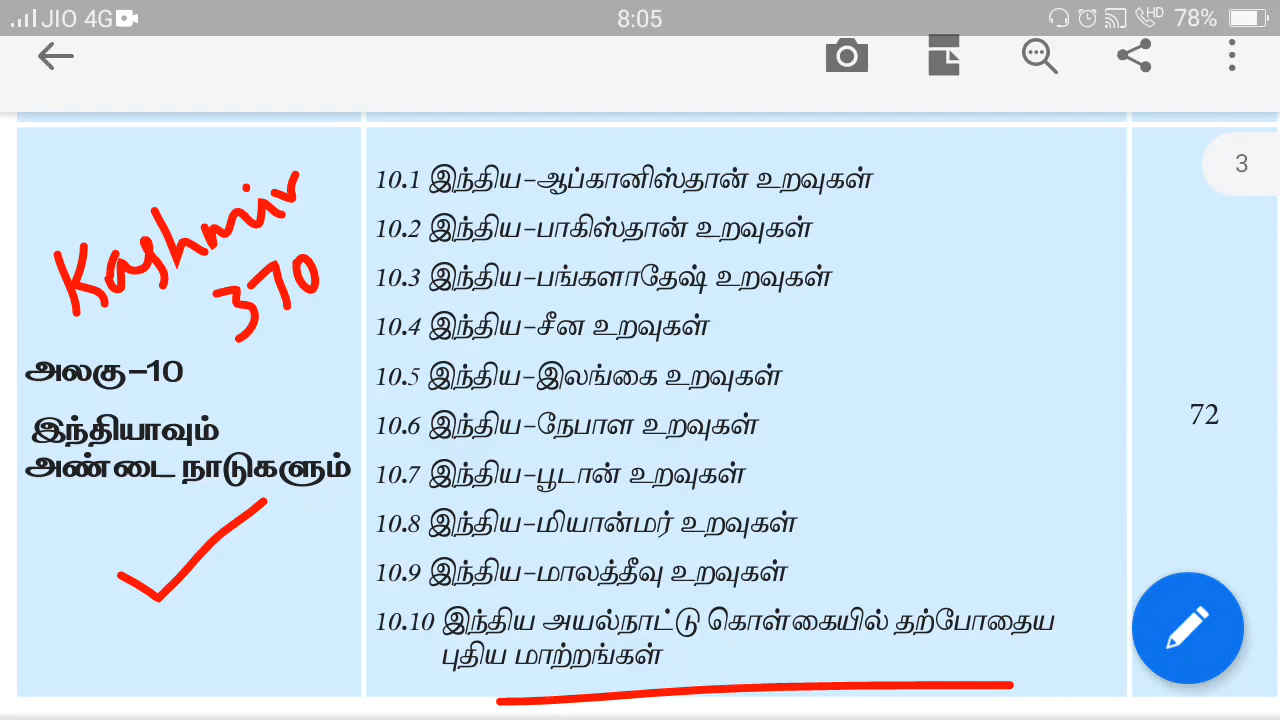 JIO 4G
8:05
HD
78%
3
Kashmir
370
அலகு-10
இந்தியாவும்
அண்டை நாடுகளும்
10.1 இந்திய-ஆப்கானிஸ்தான் உறவுகள்
10.2 இந்திய-பாகிஸ்தான் உறவுகள்
10.3 இந்திய-பங்களாதேஷ் உறவுகள்
10.4 இந்திய-சீன உறவுகள்
10.5 இந்திய-இலங்கை உறவுகள்
10.6 இந்திய-நேபாள உறவுகள்
10.7 இந்திய-பூடான் உறவுகள்
10.8 இந்திய-மியான்மர் உறவுகள்
10.9 இந்திய-மாலத்தீவு உறவுகள்
10.10 இந்திய அயல்நாட்டு கொள்கையில் தற்போதைய
புதிய மாற்றங்கள்
72